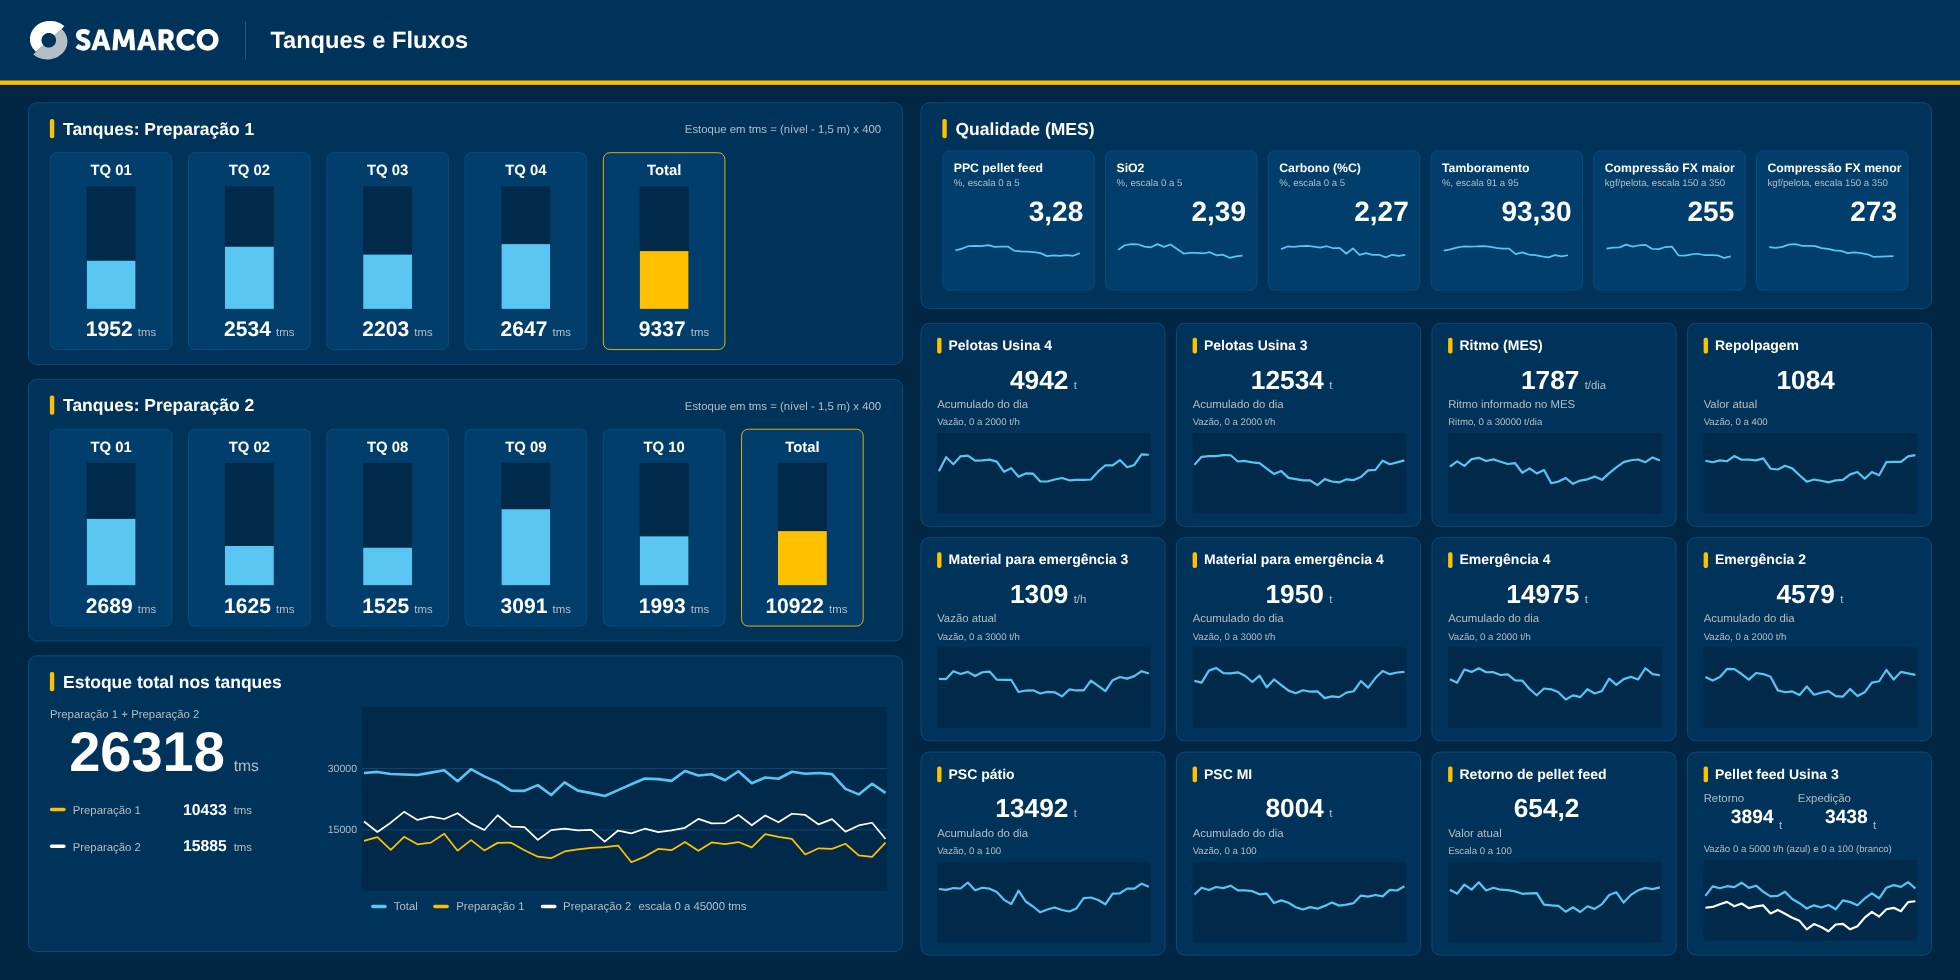 SAMARCO
Tanques e Fluxos
Tanques: Preparação 1
Estoque em tms = (nível - 1,5 m) x 400
TQ 01
TQ 02
TQ 03
TQ 04
Total
1952 tms
2534 tms
2203 tms
2647 tms
9337 tms
Tanques: Preparação 2
Estoque em tms = (nível - 1,5 m) x 400
TQ 01
TQ 02
TQ 08
TQ 09
TQ 10
Total
2689 tms
1625 tms
1525 tms
3091 tms
1993 tms
10922 tms
Estoque total nos tanques
Preparação 1 + Preparação 2
26318 tms
Preparação 1 10433 tms
Preparação 2 15885 tms
30000
15000
Total Preparação 1 Preparação 2 escala 0 a 45000 tms
Qualidade (MES)
PPC pellet feed
%, escala 0 a 5
3,28
SiO2
%, escala 0 a 5
2,39
Carbono (%C)
%, escala 0 a 5
2,27
Tamboramento
%, escala 91 a 95
93,30
Compressão FX maior
kgf/pelota, escala 150 a 350
255
Compressão FX menor
kgf/pelota, escala 150 a 350
273
Pelotas Usina 4
4942 t
Acumulado do dia
Vazão, 0 a 2000 t/h
Pelotas Usina 3
12534 t
Acumulado do dia
Vazão, 0 a 2000 t/h
Ritmo (MES)
1787 t/dia
Ritmo informado no MES
Ritmo, 0 a 30000 t/dia
Repolpagem
1084
Valor atual
Vazão, 0 a 400
Material para emergência 3
1309 t/h
Vazão atual
Vazão, 0 a 3000 t/h
Material para emergência 4
1950 t
Acumulado do dia
Vazão, 0 a 3000 t/h
Emergência 4
14975 t
Acumulado do dia
Vazão, 0 a 2000 t/h
Emergência 2
4579 t
Acumulado do dia
Vazão, 0 a 2000 t/h
PSC pátio
13492 t
Acumulado do dia
Vazão, 0 a 100
PSC MI
8004 t
Acumulado do dia
Vazão, 0 a 100
Retorno de pellet feed
654,2
Valor atual
Escala 0 a 100
Pellet feed Usina 3
Retorno Expedição
3894 t 3438 t
Vazão 0 a 5000 t/h (azul) e 0 a 100 (branco)